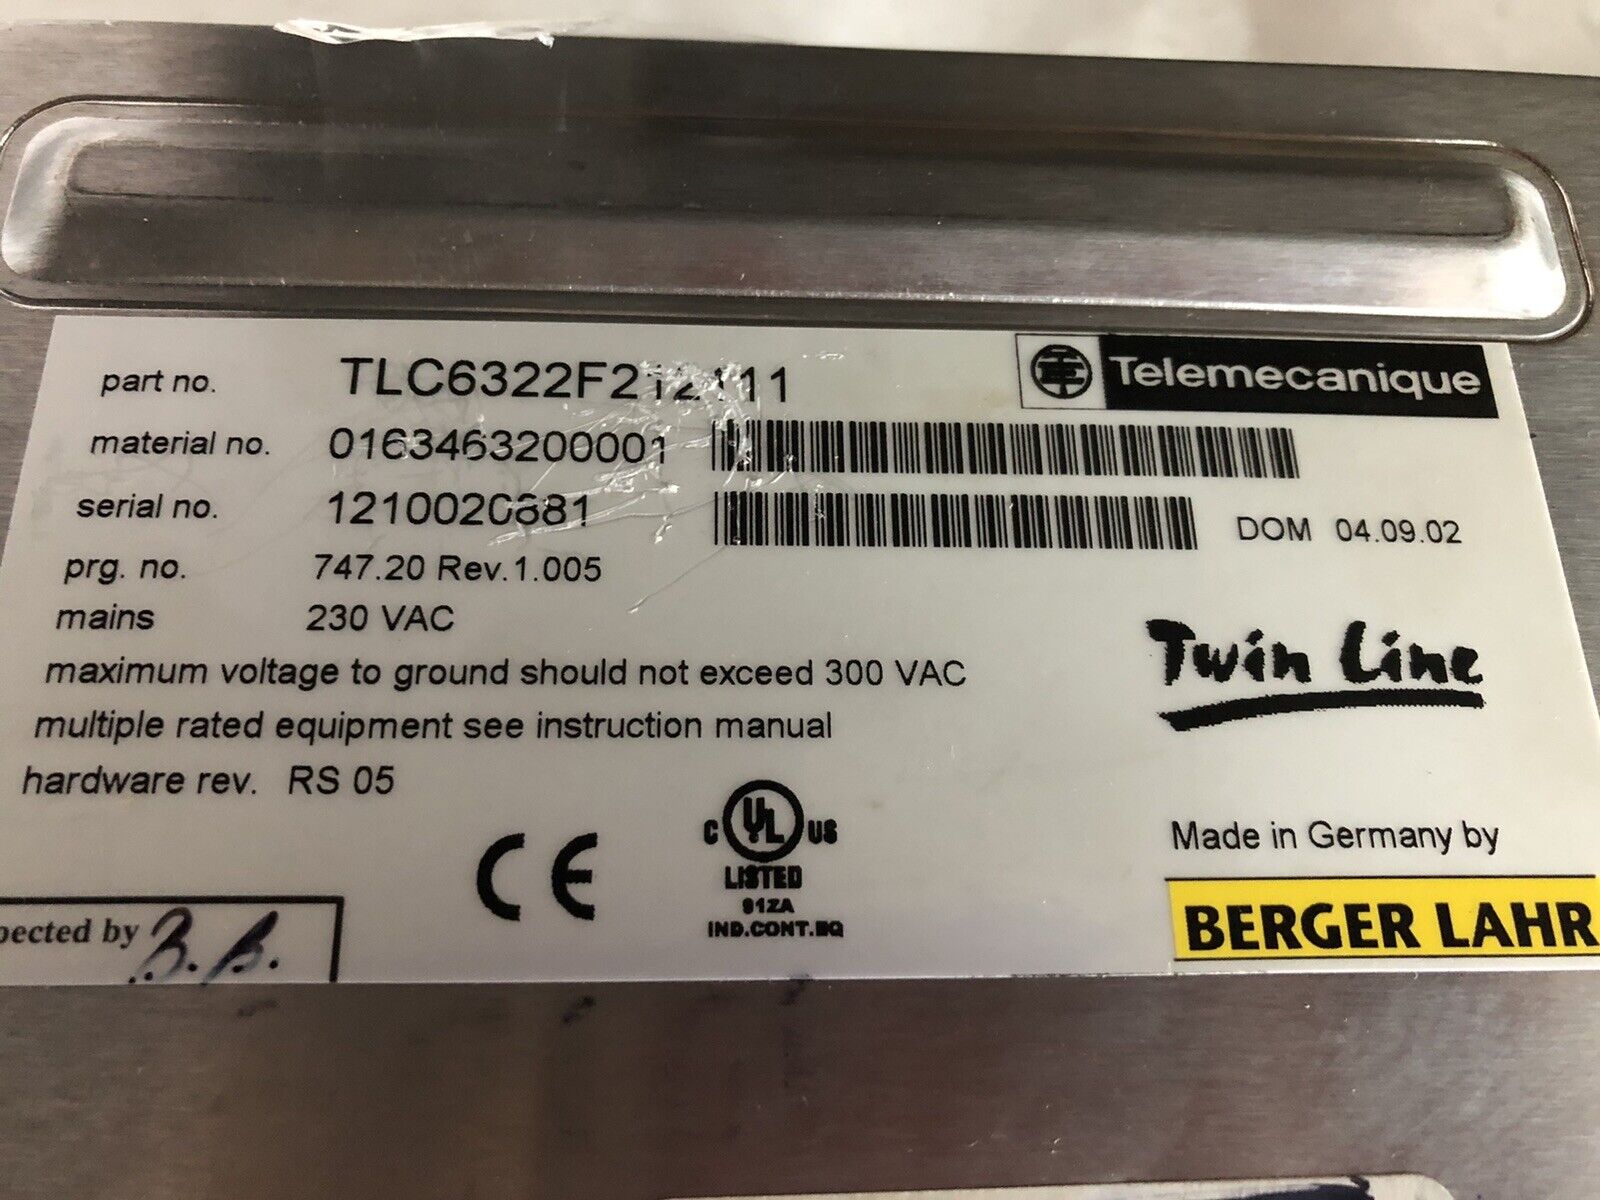 part no. TLC6322F212111
Telemecanique
material no. 0163463200001
serial no. 1210020681
DOM 04.09.02
prg. no. 747.20 Rev.1.005
mains 230 VAC
maximum voltage to ground should not exceed 300 VAC
Twin Line
multiple rated equipment see instruction manual
hardware rev. RS 05
C UL US
LISTED
91ZA
IND.CONT.EQ
CE
Made in Germany by
BERGER LAHR
pected by B.B.